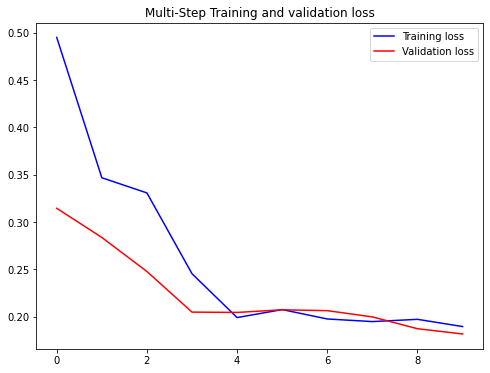 Multi-Step Training and validation loss
Training loss
Validation loss
0.50
0.45
0.40
0.35
0.30
0.25
0.20
0 2 4 6 8